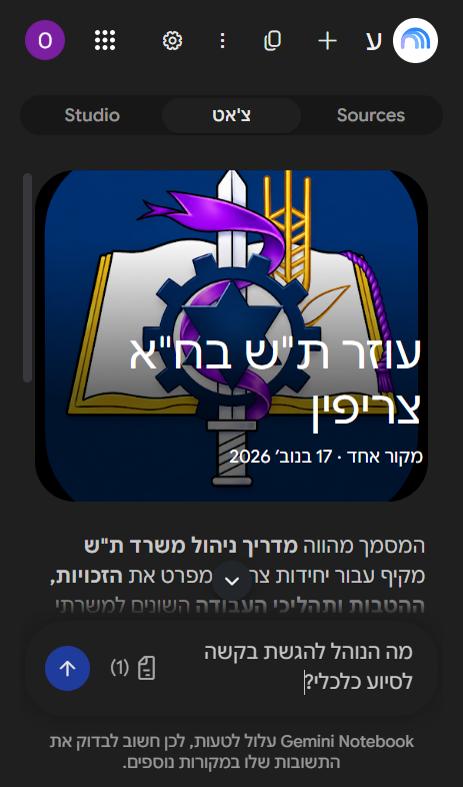 O
ע
Studio
צ'אט
Sources
עוזר ת"ש בח"א
צריפין
מקור אחד · 17 בנוב׳ 2026
המסמך מהווה מדריך ניהול משרד ת"ש
מקיף עבור יחידות צר מפרט את הזכויות,
ההטבות ותהליכי העבודה השונים למשרתי
מה הנוהל להגשת בקשה
לסיוע כלכלי?
(1)
Gemini Notebook עלול לטעות, לכן חשוב לבדוק את
התשובות שלו במקורות נוספים.